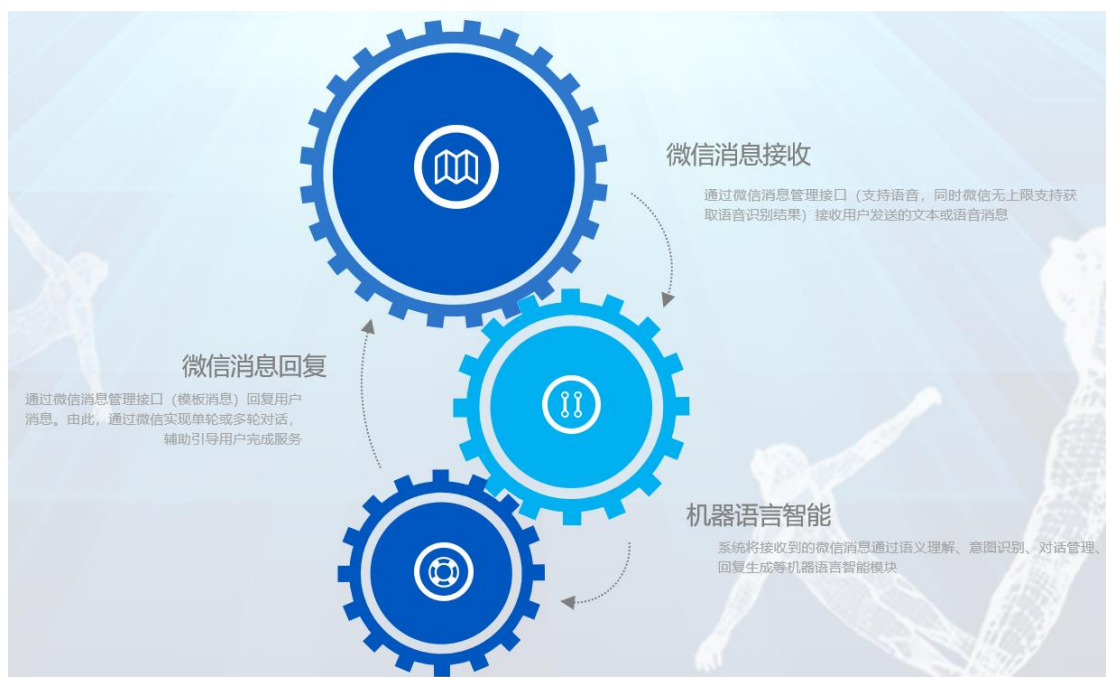 微信消息接收
通过微信消息管理接口（支持语音，同时微信无上限支持获
取语音识别结果）接收用户发送的文本或语音消息
微信消息回复
通过微信消息管理接口（模板消息）回复用户
消息。由此，通过微信实现单轮或多轮对话，
辅助引导用户完成服务
机器语言智能
系统将接收到的微信消息通过语义理解、意图识别、对话管理、
回复生成等机器语言智能模块